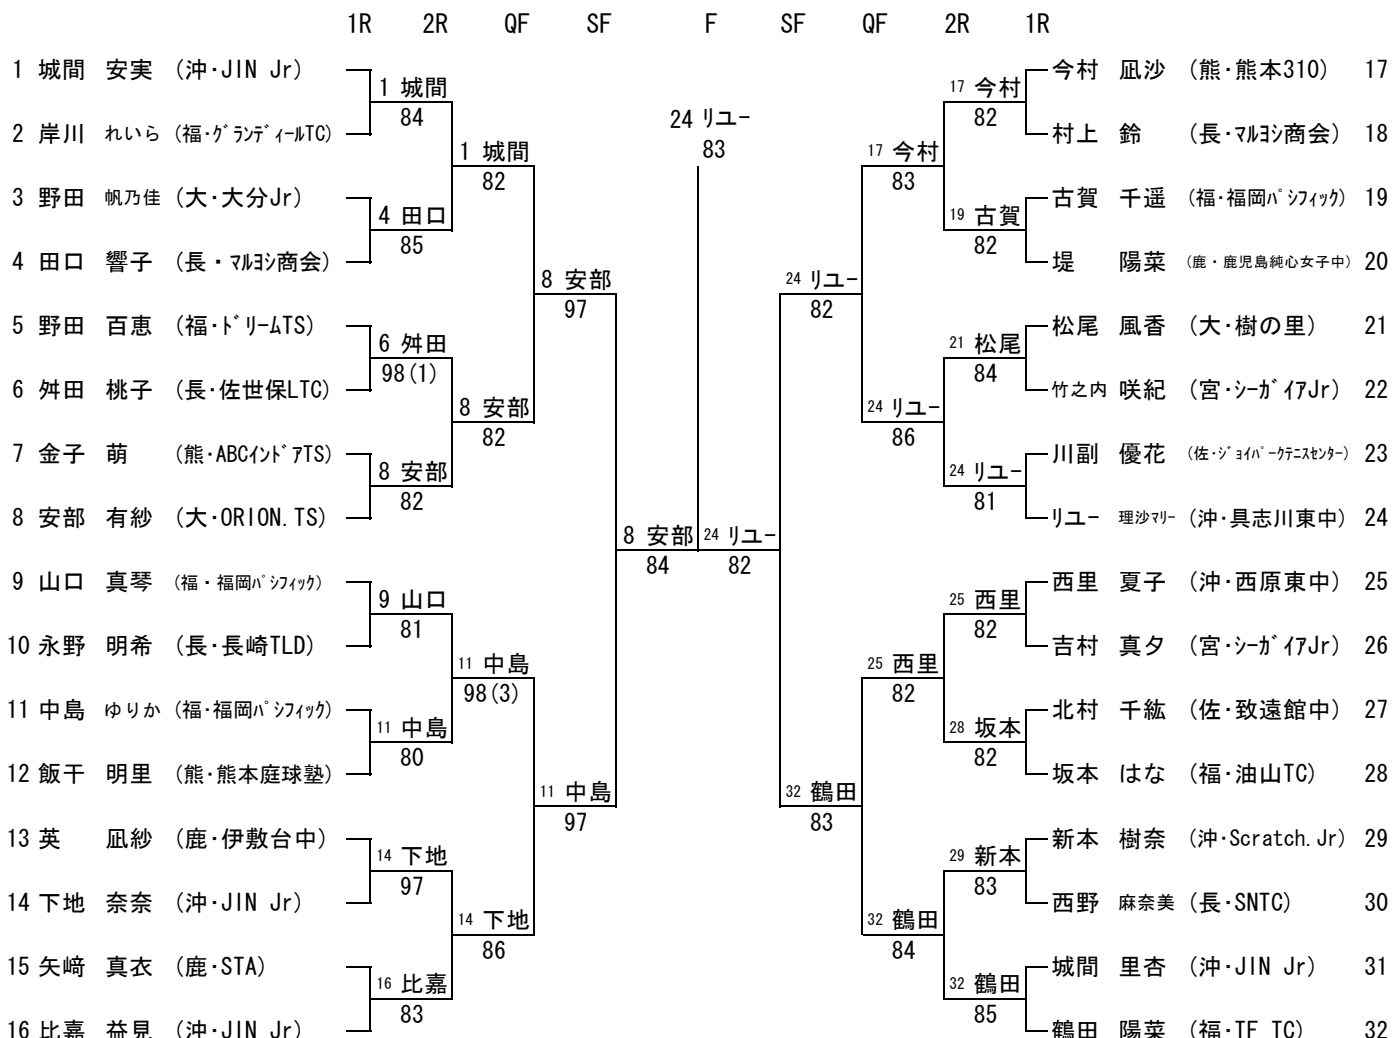 1R 2R QF SF F SF QF 2R 1R
1 城間 安実 (沖・JIN Jr) 今村 凪沙 (熊・熊本310) 17
1 城間 17 今村
84 24 リユー 82
2 岸川 れいら (福・グランディールTC) 村上 鈴 (長・マルヨシ商会) 18
83
1 城間 17 今村
82 83
3 野田 帆乃佳 (大・大分Jr) 古賀 千遥 (福・福岡パシフィック) 19
4 田口 19 古賀
85 82
4 田口 響子 (長・マルヨシ商会) 堤 陽菜 (鹿・鹿児島純心女子中) 20
8 安部 24 リユー
97 82
5 野田 百恵 (福・ドリームTS) 松尾 風香 (大・樹の里) 21
6 舛田 21 松尾
98(1) 84
6 舛田 桃子 (長・佐世保LTC) 竹之内 咲紀 (宮・シーガイアJr) 22
8 安部 24 リユー
82 86
7 金子 萌 (熊・ABCインドアTS) 川副 優花 (佐・ジョイパークテニスセンター) 23
8 安部 24 リユー
82 81
8 安部 有紗 (大・ORION.TS) リユー 理沙マリー (沖・具志川東中) 24
8 安部 24 リユー
84 82
9 山口 真琴 (福・福岡パシフィック) 西里 夏子 (沖・西原東中) 25
9 山口 25 西里
81 82
10 永野 明希 (長・長崎TLD) 吉村 真夕 (宮・シーガイアJr) 26
11 中島 25 西里
98(3) 82
11 中島 ゆりか (福・福岡パシフィック) 北村 千紘 (佐・致遠館中) 27
11 中島 28 坂本
80 82
12 飯干 明里 (熊・熊本庭球塾) 坂本 はな (福・油山TC) 28
11 中島 32 鶴田
97 83
13 英 凪紗 (鹿・伊敷台中) 新本 樹奈 (沖・Scratch.Jr) 29
14 下地 29 新本
97 83
14 下地 奈奈 (沖・JIN Jr) 西野 麻奈美 (長・SNTC) 30
14 下地 32 鶴田
86 84
15 矢﨑 真衣 (鹿・STA) 城間 里杏 (沖・JIN Jr) 31
16 比嘉 32 鶴田
83 85
16 比嘉 益見 (沖・JIN Jr) 鶴田 陽菜 (福・TF TC) 32